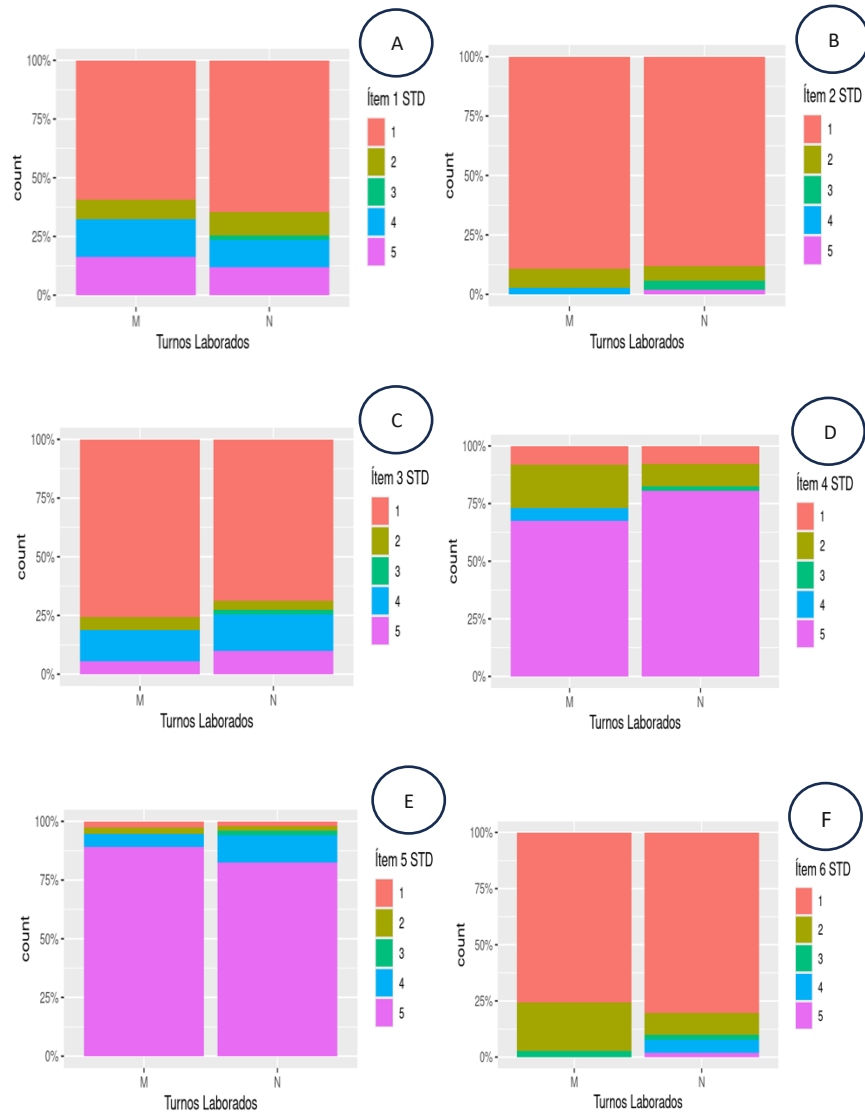 A
100%
75%
50%
25%
0%
count
M
N
Turnos Laborados
Ítem 1 STD
1
2
3
4
5
B
100%
75%
50%
25%
0%
count
M
N
Turnos Laborados
Ítem 2 STD
1
2
3
4
5
C
100%
75%
50%
25%
0%
count
M
N
Turnos Laborados
Ítem 3 STD
1
2
3
4
5
D
100%
75%
50%
25%
0%
count
M
N
Turnos Laborados
Ítem 4 STD
1
2
3
4
5
E
100%
75%
50%
25%
0%
count
M
N
Turnos Laborados
Ítem 5 STD
1
2
3
4
5
F
100%
75%
50%
25%
0%
count
M
N
Turnos Laborados
Ítem 6 STD
1
2
3
4
5